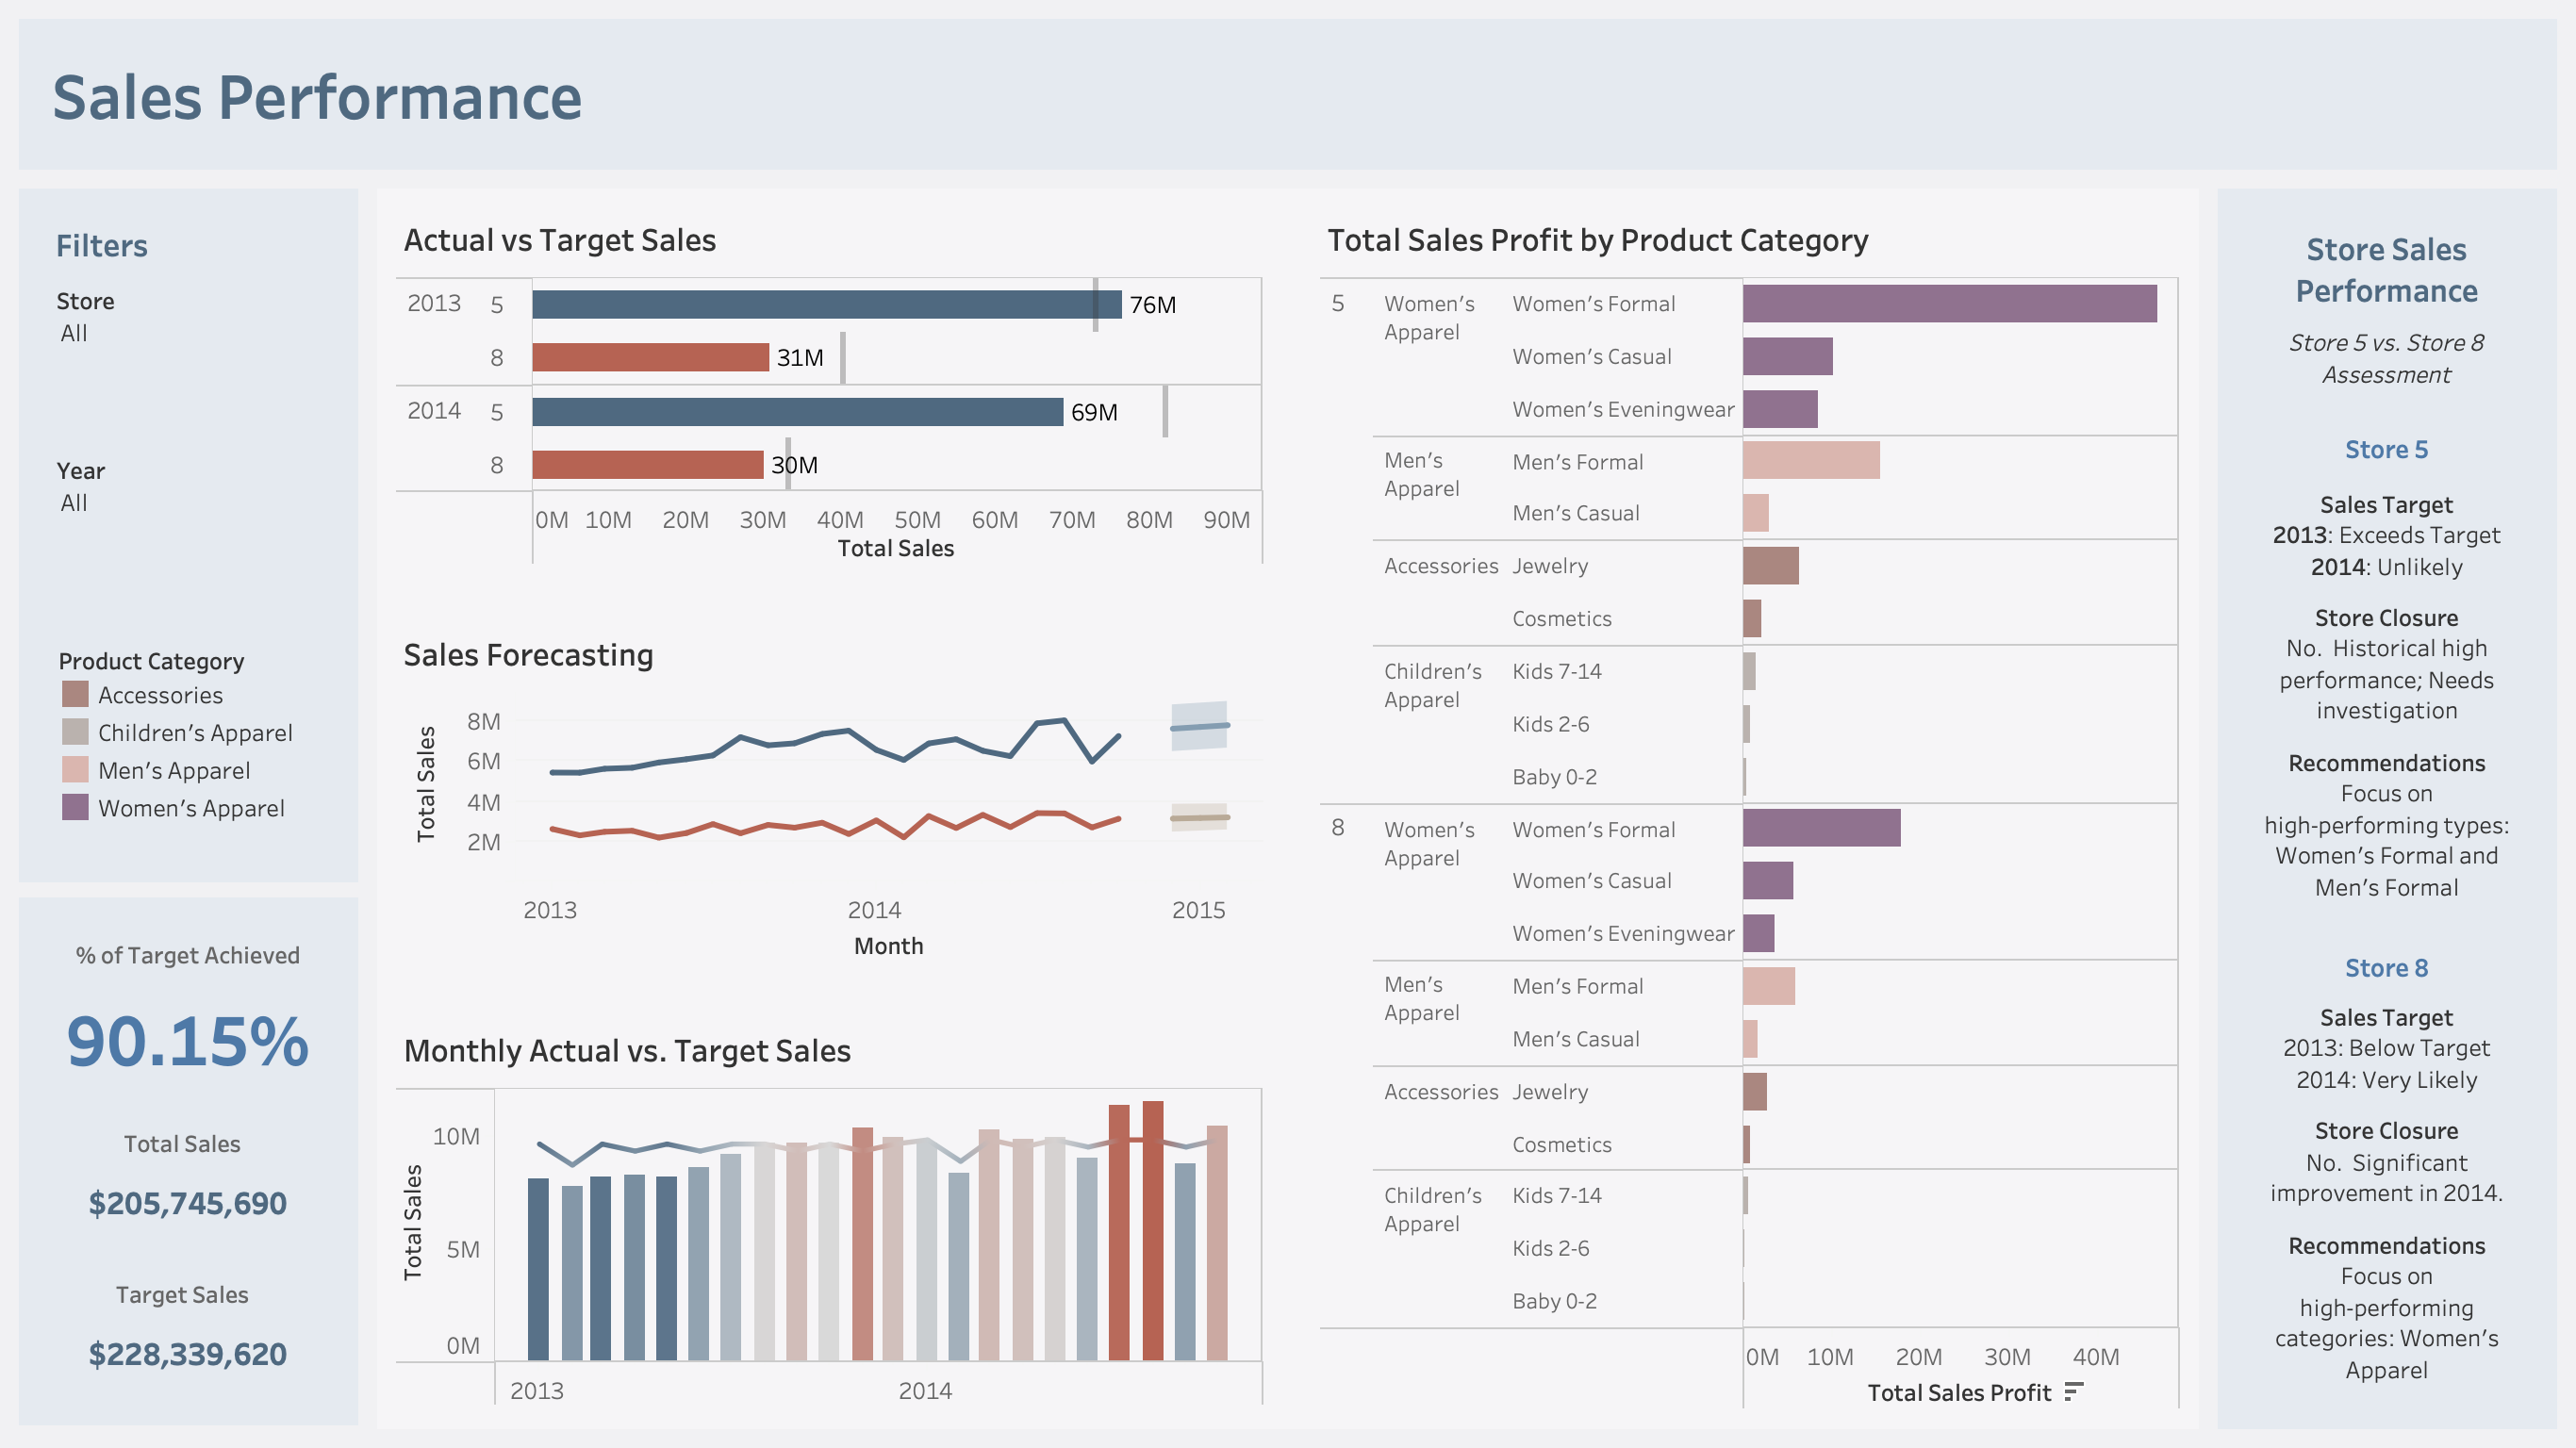 Sales Performance
Filters
Store
All
Year
All
Product Category
Accessories
Children's Apparel
Men's Apparel
Women's Apparel
% of Target Achieved
90.15%
Total Sales
$205,745,690
Target Sales
$228,339,620
Actual vs Target Sales
2013 5 76M
8 31M
2014 5 69M
8 30M
0M 10M 20M 30M 40M 50M 60M 70M 80M 90M
Total Sales
Sales Forecasting
Total Sales
8M
6M
4M
2M
2013 2014 2015
Month
Monthly Actual vs. Target Sales
Total Sales
10M
5M
0M
2013 2014
Total Sales Profit by Product Category
5 Women's Apparel Women's Formal
Women's Casual
Women's Eveningwear
Men's Apparel Men's Formal
Men's Casual
Accessories Jewelry
Cosmetics
Children's Apparel Kids 7-14
Kids 2-6
Baby 0-2
8 Women's Apparel Women's Formal
Women's Casual
Women's Eveningwear
Men's Apparel Men's Formal
Men's Casual
Accessories Jewelry
Cosmetics
Children's Apparel Kids 7-14
Kids 2-6
Baby 0-2
0M 10M 20M 30M 40M
Total Sales Profit
Store Sales
Performance
Store 5 vs. Store 8
Assessment
Store 5
Sales Target
2013: Exceeds Target
2014: Unlikely
Store Closure
No. Historical high
performance; Needs
investigation
Recommendations
Focus on
high-performing types:
Women's Formal and
Men's Formal
Store 8
Sales Target
2013: Below Target
2014: Very Likely
Store Closure
No. Significant
improvement in 2014.
Recommendations
Focus on
high-performing
categories: Women's
Apparel